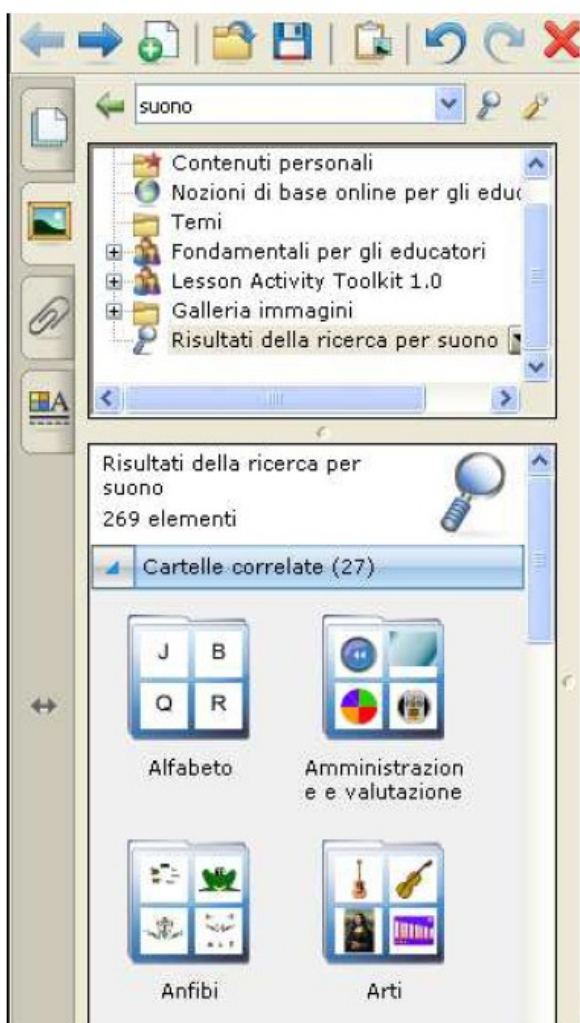 suono
Contenuti personali
Nozioni di base online per gli educ
Temi
Fondamentali per gli educatori
Lesson Activity Toolkit 1.0
Galleria immagini
Risultati della ricerca per suono
A
Risultati della ricerca per
suono
269 elementi
Cartelle correlate (27)
J B
Q R
Alfabeto
Amministrazion
e e valutazione
Anfibi
Arti